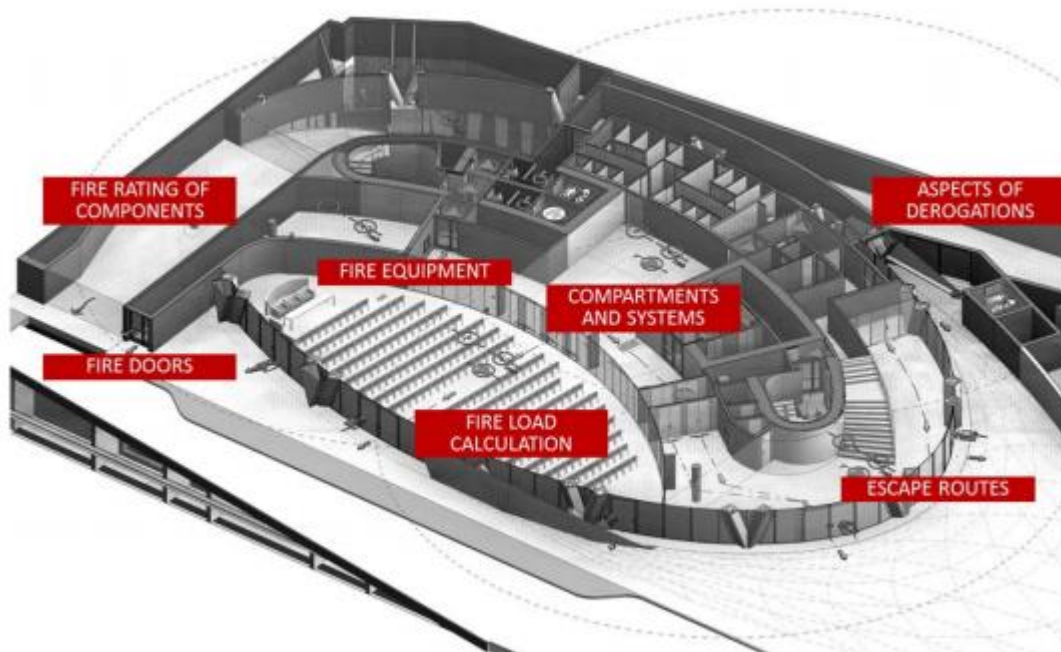 FIRE RATING OF
COMPONENTS
ASPECTS OF
DEROGATIONS
FIRE EQUIPMENT
COMPARTMENTS
AND SYSTEMS
FIRE DOORS
FIRE LOAD
CALCULATION
ESCAPE ROUTES